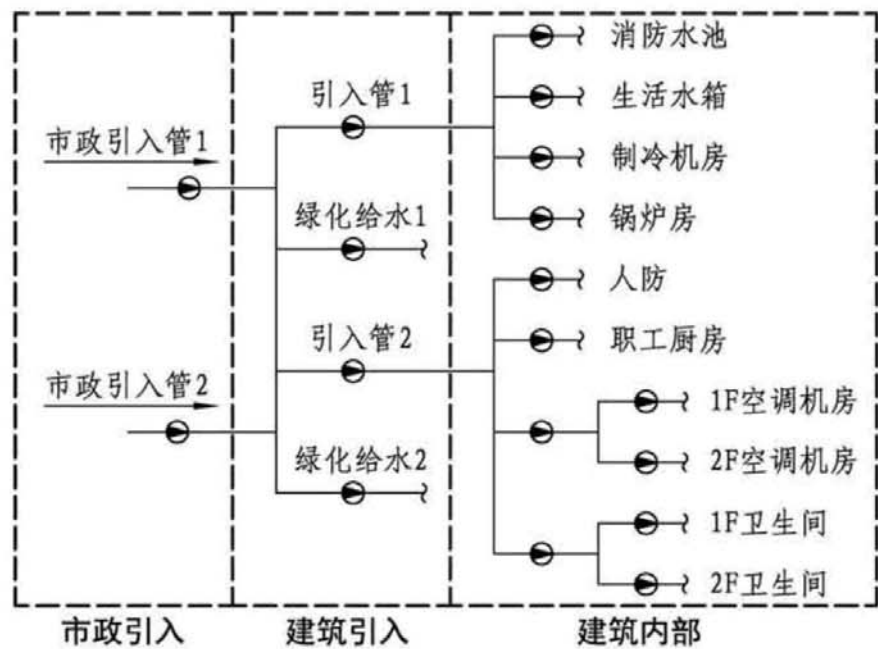 市政引入管1
市政引入管2
引入管1
绿化给水1
引入管2
绿化给水2
消防水池
生活水箱
制冷机房
锅炉房
人防
职工厨房
1F空调机房
2F空调机房
1F卫生间
2F卫生间
市政引入
建筑引入
建筑内部